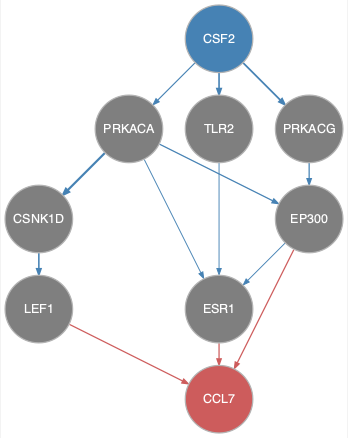 CSF2
PRKACA TLR2 PRKACG
CSNK1D EP300
LEF1 ESR1
CCL7